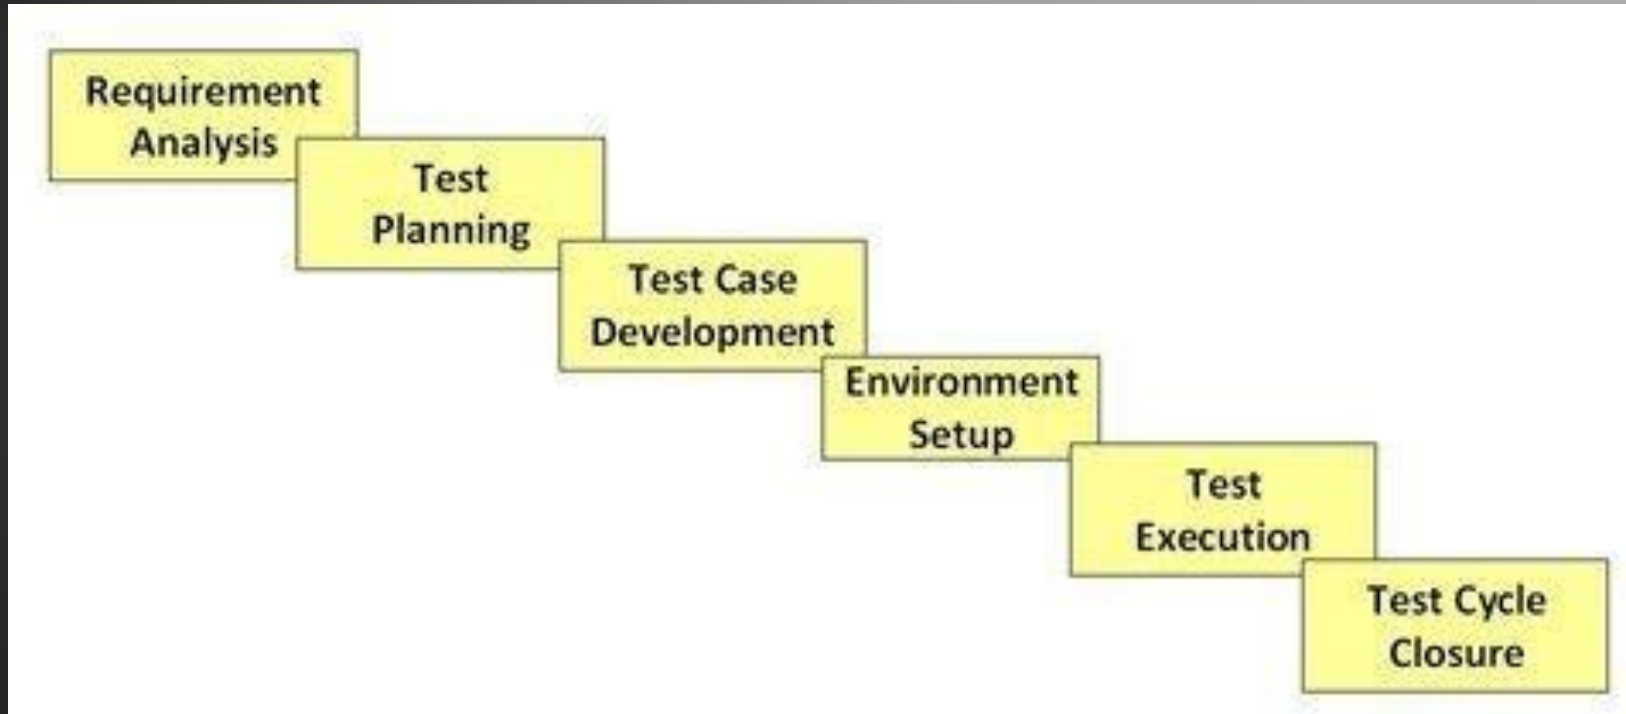 Requirement
Analysis
Test
Planning
Test Case
Development
Environment
Setup
Test
Execution
Test Cycle
Closure